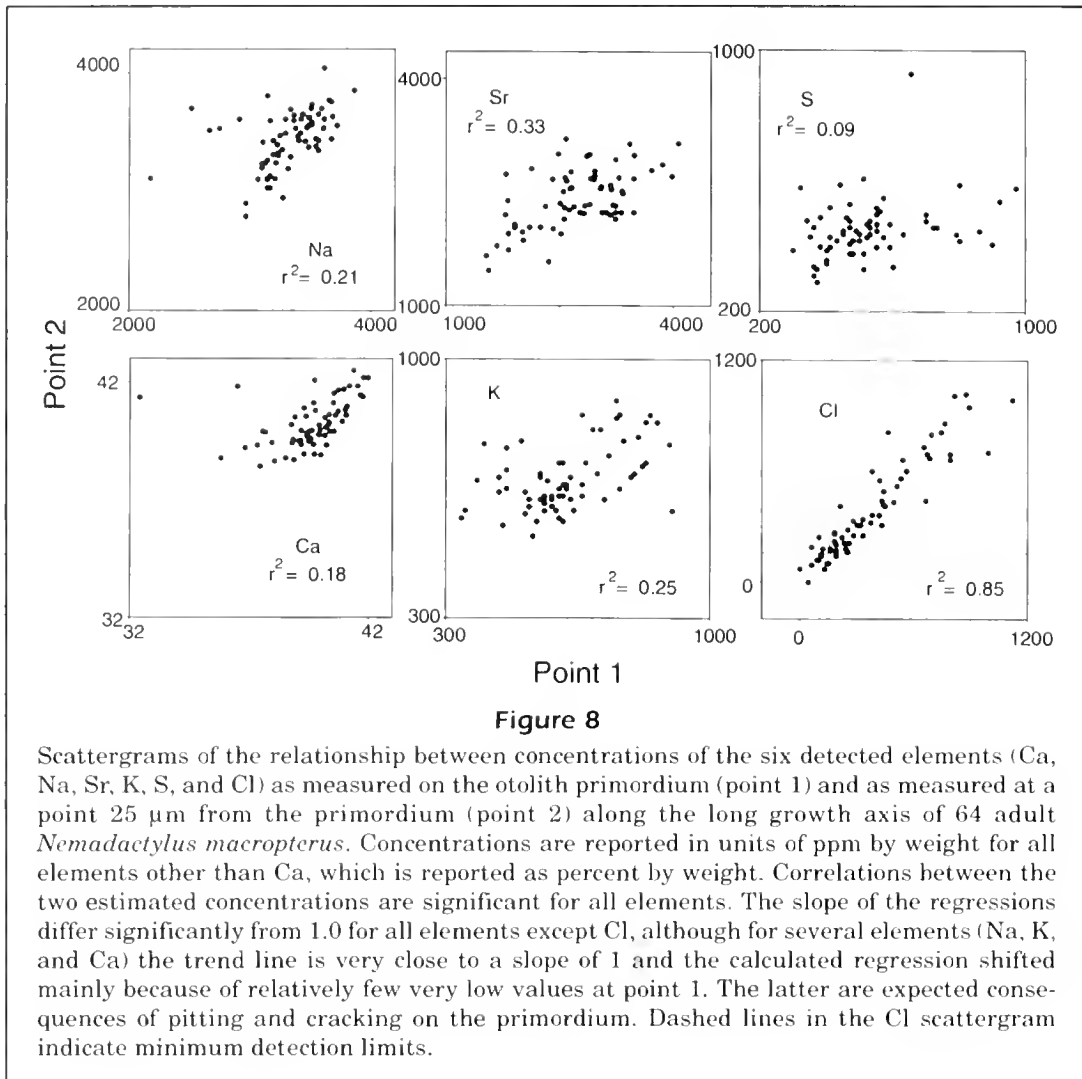 4000
Na
r²= 0.21
2000
2000
4000
4000
Sr
r²= 0.33
1000
1000
4000
1000
S
r²= 0.09
200
200
1000
Point 2
42
Ca
r²= 0.18
32
32
42
1000
K
r²= 0.25
300
300
1000
1200
Cl
r²= 0.85
0
0
1200
Point 1
Figure 8
Scattergrams of the relationship between concentrations of the six detected elements (Ca,
Na, Sr, K, S, and Cl) as measured on the otolith primordium (point 1) and as measured at a
point 25 µm from the primordium (point 2) along the long growth axis of 64 adult
Nemadactylus macropterus. Concentrations are reported in units of ppm by weight for all
elements other than Ca, which is reported as percent by weight. Correlations between the
two estimated concentrations are significant for all elements. The slope of the regressions
differ significantly from 1.0 for all elements except Cl, although for several elements (Na, K,
and Ca) the trend line is very close to a slope of 1 and the calculated regression shifted
mainly because of relatively few very low values at point 1. The latter are expected conse-
quences of pitting and cracking on the primordium. Dashed lines in the Cl scattergram
indicate minimum detection limits.